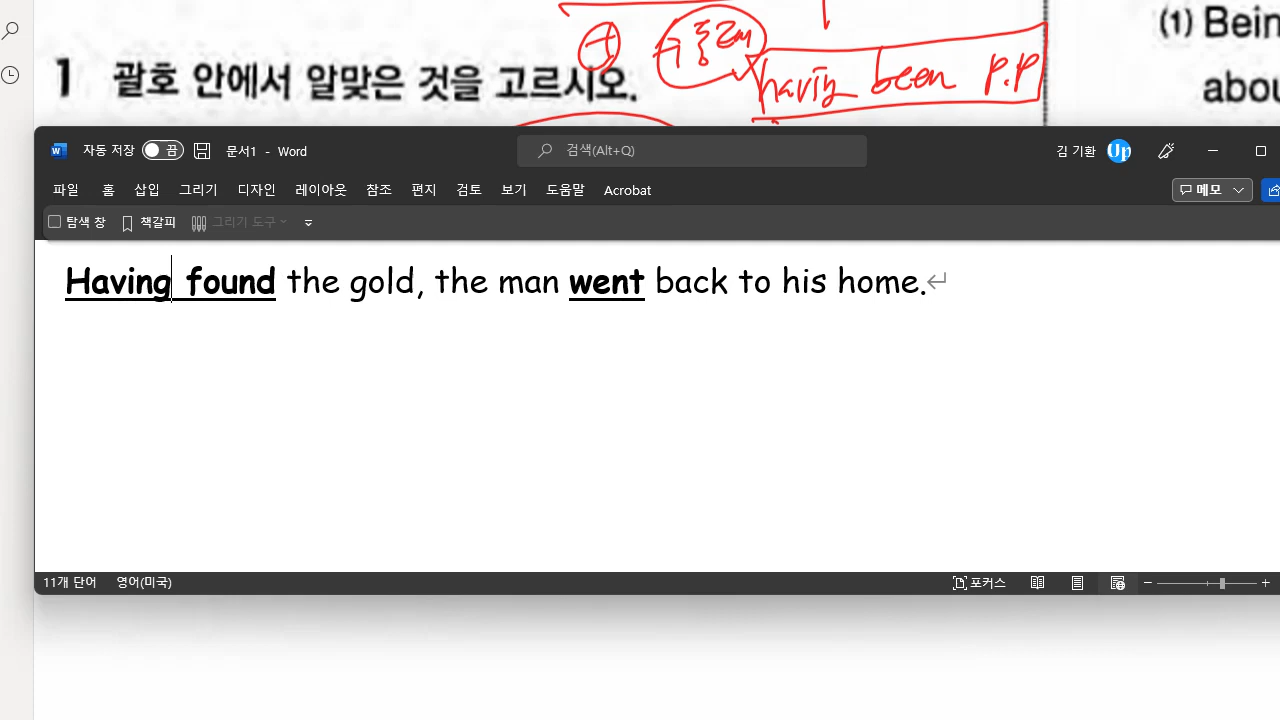 (1) Bein
1 괄호 안에서 알맞은 것을 고르시오.
having been p.p
abou
자동 저장 끔 문서1 - Word 검색(Alt+Q) 김 기환 Up
파일 홈 삽입 그리기 디자인 레이아웃 참조 편지 검토 보기 도움말 Acrobat 메모
탐색 창 책갈피 그리기 도구
Having found the gold, the man went back to his home.
11개 단어 영어(미국) 포커스